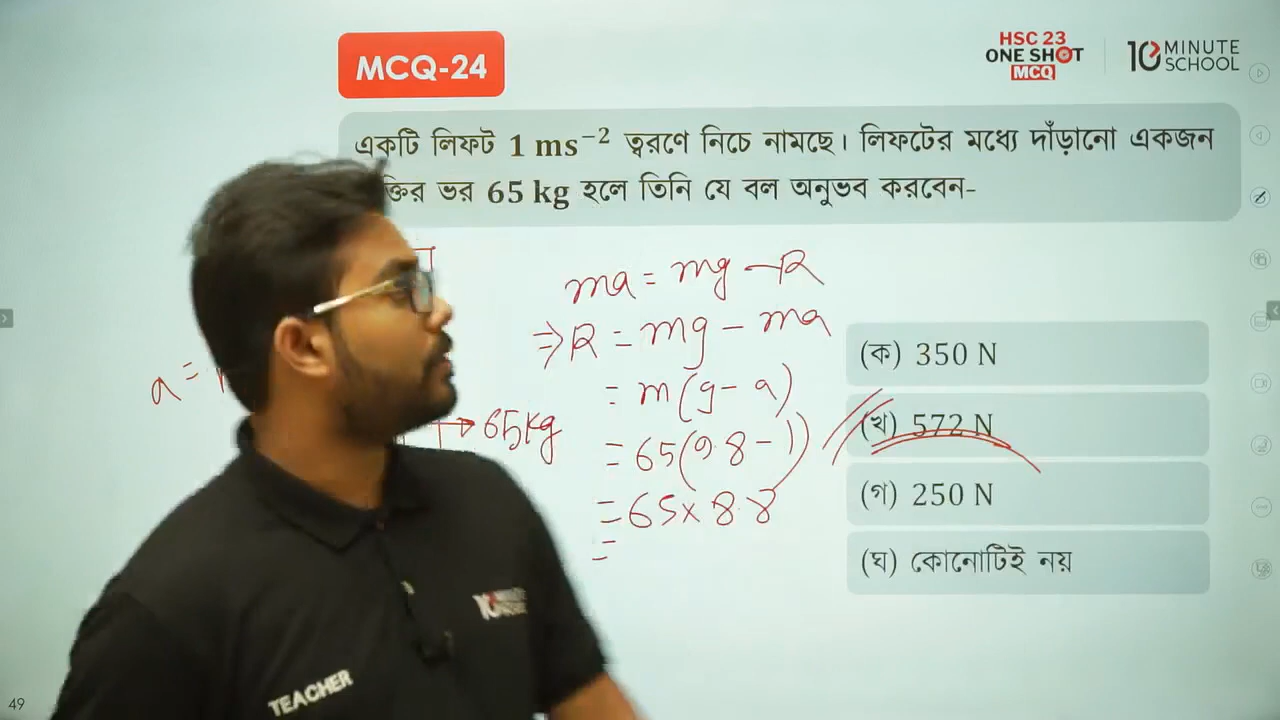 MCQ-24
HSC 23
ONE SHOT
MCQ
10 MINUTE SCHOOL
একটি লিফট 1 ms⁻² ত্বরণে নিচে নামছে। লিফটের মধ্যে দাঁড়ানো একজন
ক্তির ভর 65 kg হলে তিনি যে বল অনুভব করবেন-
ma = mg - R
⇒ R = mg - ma
= m(g - a)
= 65(9.8 - 1)
= 65 x 8.8
=
a =
65kg
(ক) 350 N
(খ) 572 N
(গ) 250 N
(ঘ) কোনোটিই নয়
TEACHER
49